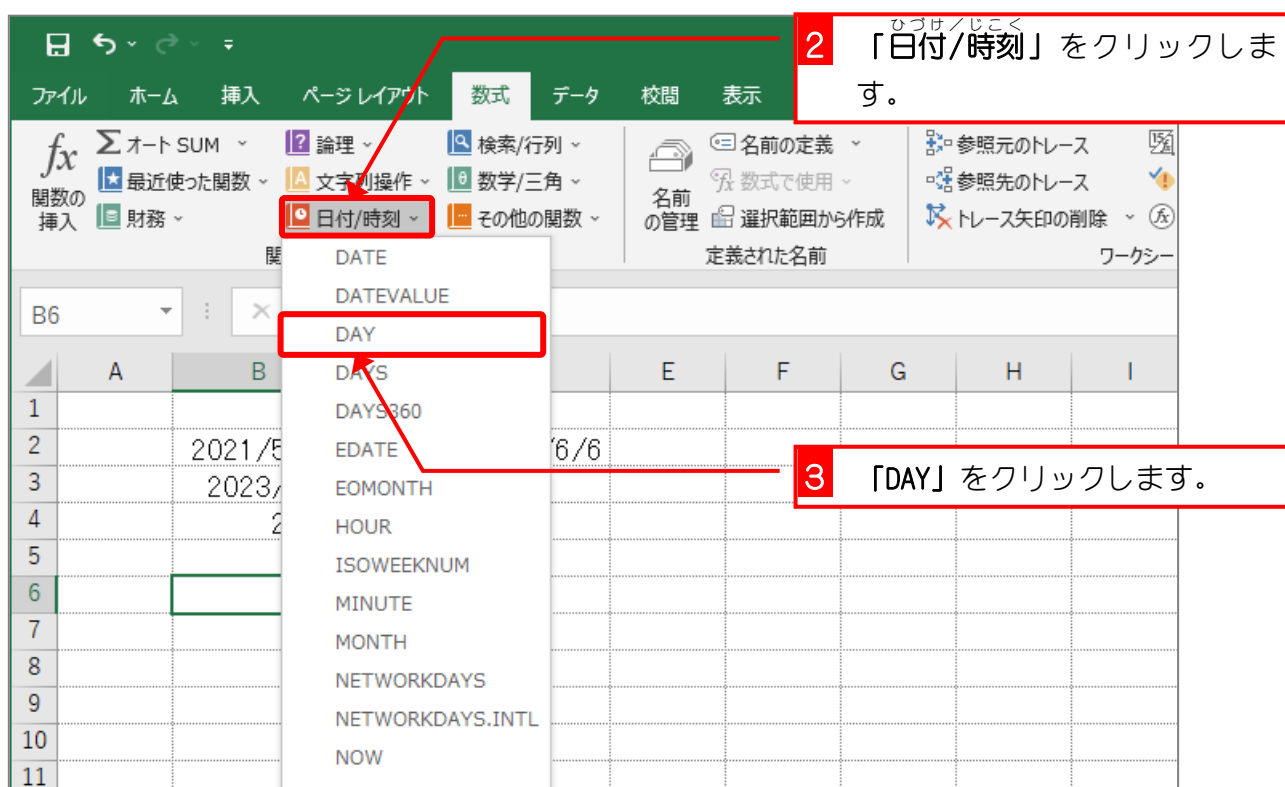 ひづけ/じこく
2 「日付/時刻」をクリックしま
す。
ファイル ホーム 挿入 ページ レイアウト 数式 データ 校閲 表示
fx 関数の
挿入
Σ オート SUM
最近使った関数
財務
論理
文字列操作
日付/時刻
検索/行列
数学/三角
その他の関数
関
名前
の管理
名前の定義
数式で使用
選択範囲から作成
定義された名前
参照元のトレース
参照先のトレース
トレース矢印の削除
ワークシー
B6
DATE
DATEVALUE
DAY
DAYS
DAYS360
EDATE
EOMONTH
HOUR
ISOWEEKNUM
MINUTE
MONTH
NETWORKDAYS
NETWORKDAYS.INTL
NOW
3 「DAY」をクリックします。
A B E F G H I
1
2 2021/5 /6/6
3 2023/
4 2
5
6
7
8
9
10
11